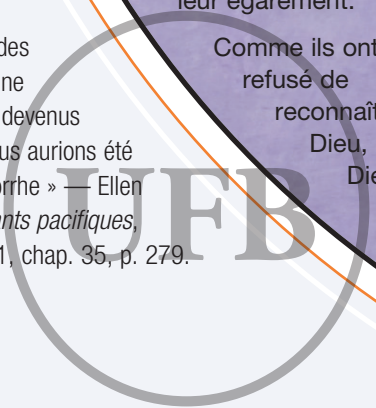 des
ne
devenus
us aurions été
orrhe » — Ellen
nts pacifiques,
1, chap. 35, p. 279.
leur égarement.
Comme ils ont
refusé de
reconnaît
Dieu,
Die
UFB